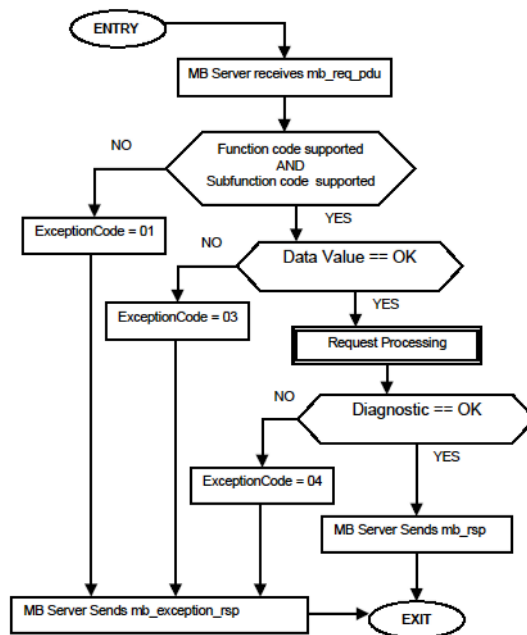 ENTRY
MB Server receives mb_req_pdu
NO
Function code supported
AND
Subfunction code supported
YES
ExceptionCode = 01
NO
Data Value == OK
YES
ExceptionCode = 03
Request Processing
NO
Diagnostic == OK
YES
ExceptionCode = 04
MB Server Sends mb_rsp
MB Server Sends mb_exception_rsp
EXIT